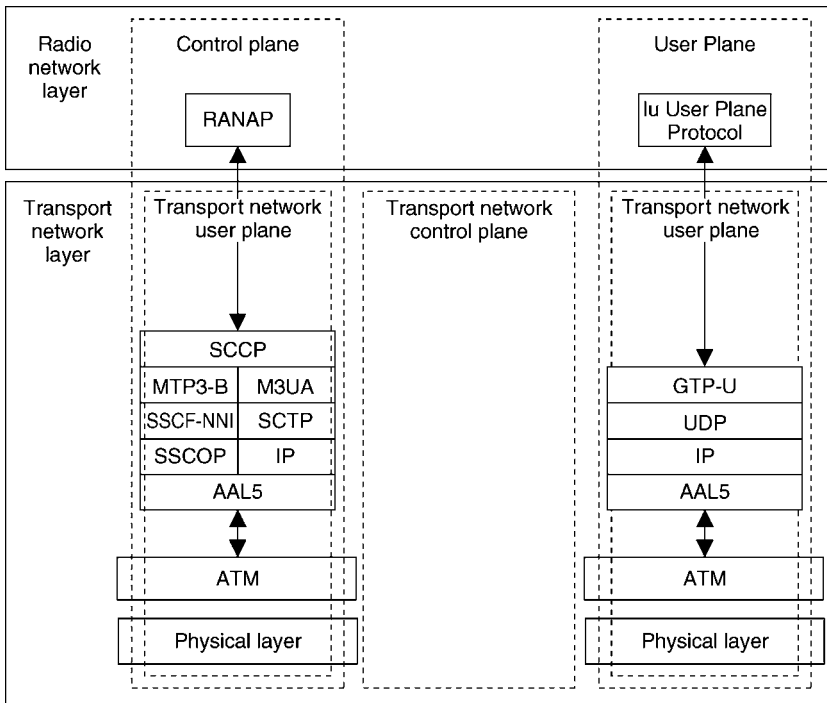 Radio
network
layer
Control plane
User Plane
RANAP
Iu User Plane
Protocol
Transport
network
layer
Transport network
user plane
Transport network
control plane
Transport network
user plane
SCCP
MTP3-B
M3UA
SSCF-NNI
SCTP
SSCOP
IP
AAL5
GTP-U
UDP
IP
AAL5
ATM
ATM
Physical layer
Physical layer